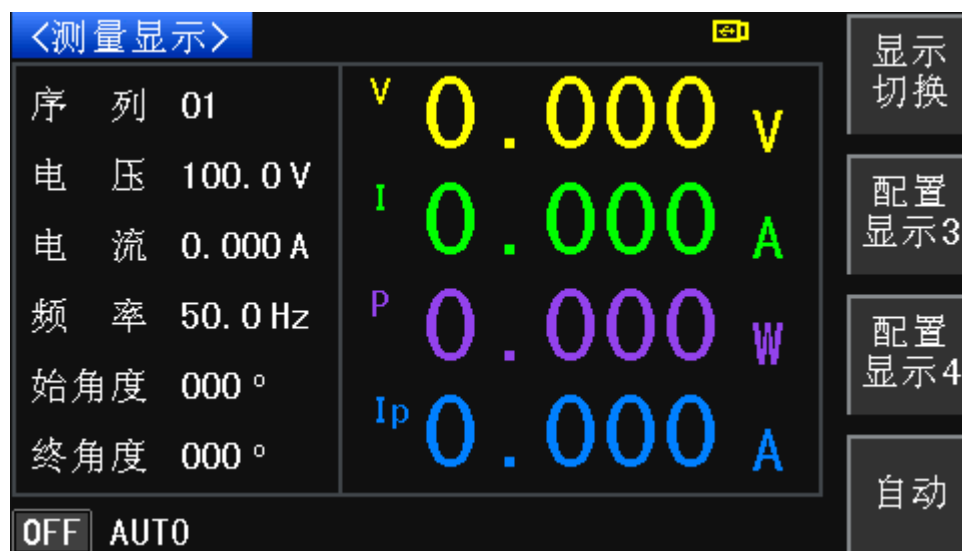 <测量显示>
序 列 01
电 压 100.0V
电 流 0.000A
频 率 50.0Hz
始角度 000°
终角度 000°
V 0.000 V
I 0.000 A
P 0.000 W
Ip 0.000 A
OFF AUTO
显示
切换
配置
显示3
配置
显示4
自动